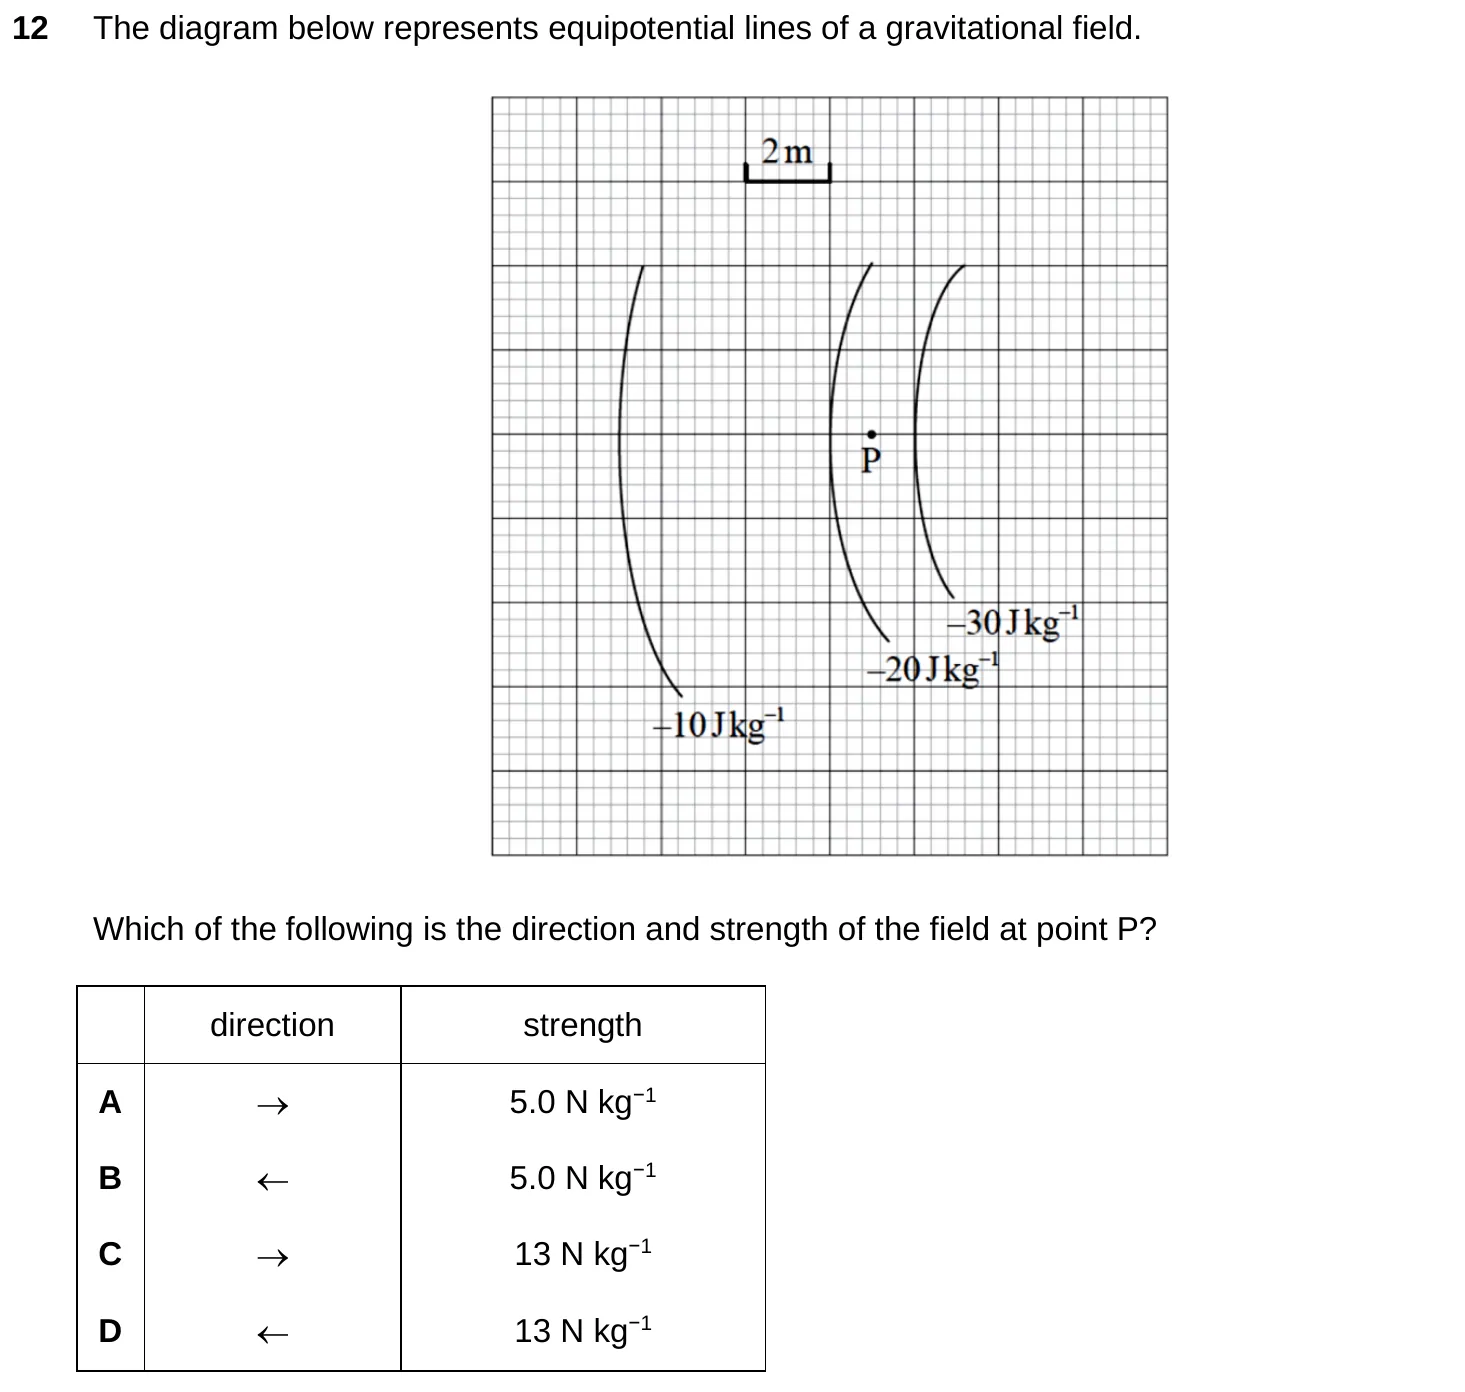 12 The diagram below represents equipotential lines of a gravitational field.
2 m
P
–30 J kg⁻¹
–20 J kg⁻¹
–10 J kg⁻¹
Which of the following is the direction and strength of the field at point P?
direction strength
A → 5.0 N kg⁻¹
B ← 5.0 N kg⁻¹
C → 13 N kg⁻¹
D ← 13 N kg⁻¹